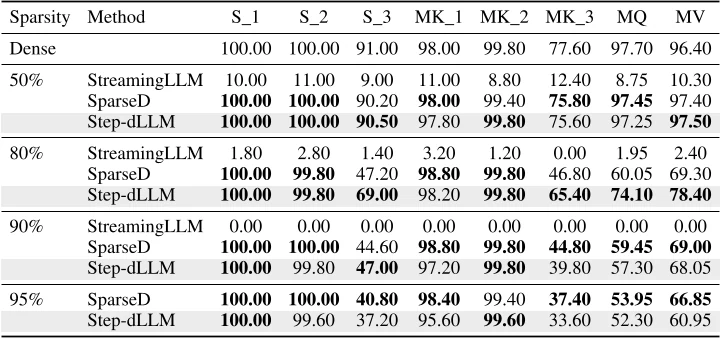 Sparsity Method S_1 S_2 S_3 MK_1 MK_2 MK_3 MQ MV
Dense 100.00 100.00 91.00 98.00 99.80 77.60 97.70 96.40
50% StreamingLLM 10.00 11.00 9.00 11.00 8.80 12.40 8.75 10.30
SparseD 100.00 100.00 90.20 98.00 99.40 75.80 97.45 97.40
Step-dLLM 100.00 100.00 90.50 97.80 99.80 75.60 97.25 97.50
80% StreamingLLM 1.80 2.80 1.40 3.20 1.20 0.00 1.95 2.40
SparseD 100.00 99.80 47.20 98.80 99.80 46.80 60.05 69.30
Step-dLLM 100.00 99.80 69.00 98.20 99.80 65.40 74.10 78.40
90% StreamingLLM 0.00 0.00 0.00 0.00 0.00 0.00 0.00 0.00
SparseD 100.00 100.00 44.60 98.80 99.80 44.80 59.45 69.00
Step-dLLM 100.00 99.80 47.00 97.20 99.80 39.80 57.30 68.05
95% SparseD 100.00 100.00 40.80 98.40 99.40 37.40 53.95 66.85
Step-dLLM 100.00 99.60 37.20 95.60 99.60 33.60 52.30 60.95